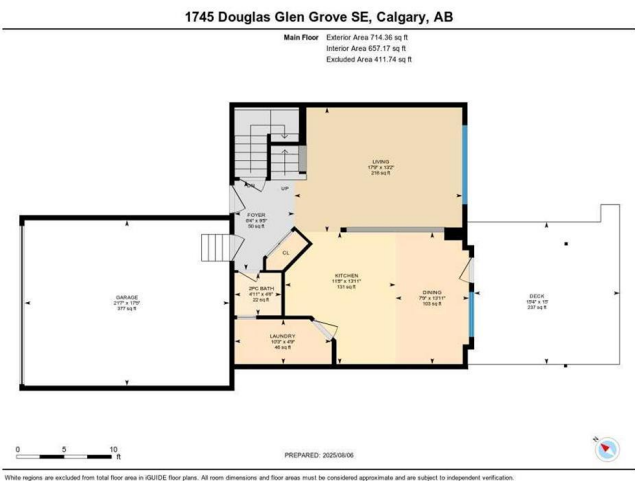 1745 Douglas Glen Grove SE, Calgary, AB
Main Floor Exterior Area 714.36 sq ft
Interior Area 657.17 sq ft
Excluded Area 411.74 sq ft
LIVING
17'9" x 13'2"
216 sq ft
DN
UP
FOYER
6'4" x 9'5"
50 sq ft
CL
KITCHEN
11'5" x 13'11"
131 sq ft
2PC BATH
4'11" x 4'6"
22 sq ft
DINING
7'9" x 13'11"
103 sq ft
GARAGE
21'7" x 17'5"
377 sq ft
DECK
15'4" x 15'
237 sq ft
LAUNDRY
10'3" x 4'9"
46 sq ft
0 5 10
ft
PREPARED: 2025/08/06
N
White regions are excluded from total floor area in iGUIDE floor plans. All room dimensions and floor areas must be considered approximate and are subject to independent verification.